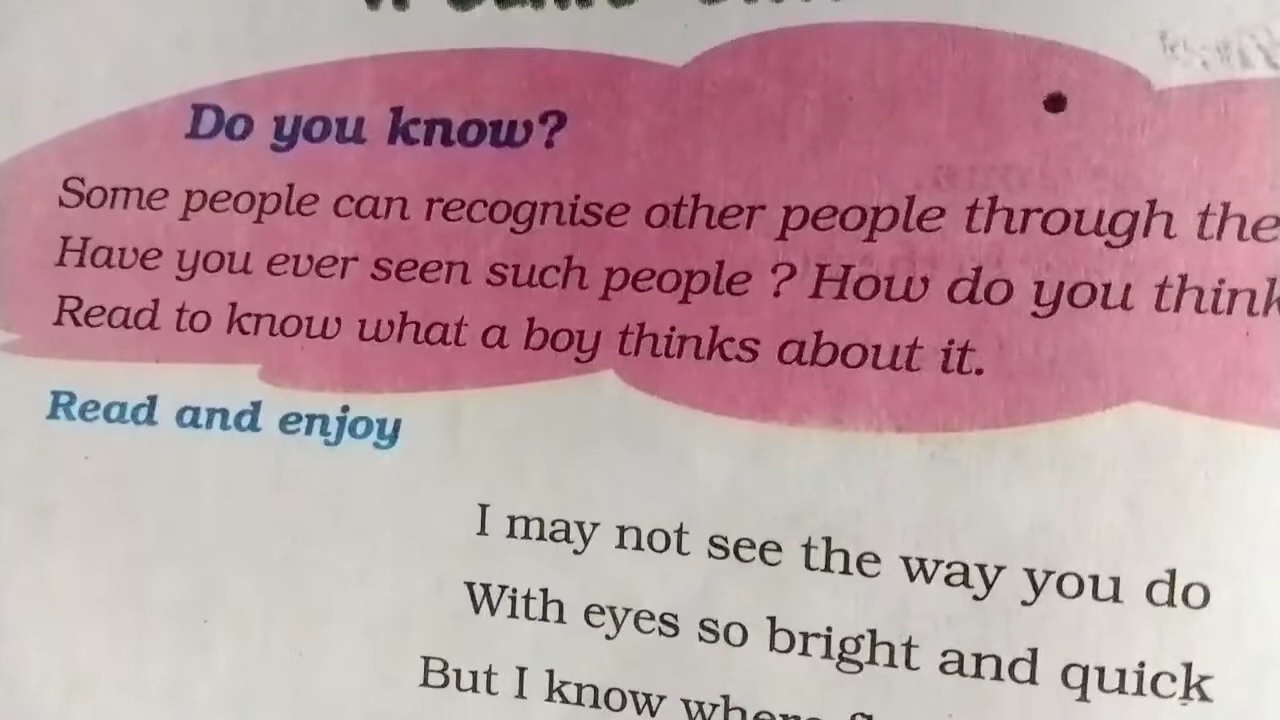 Do you know?
Some people can recognise other people through the
Have you ever seen such people ? How do you think
Read to know what a boy thinks about it.
Read and enjoy
I may not see the way you do
With eyes so bright and quick
But I know where